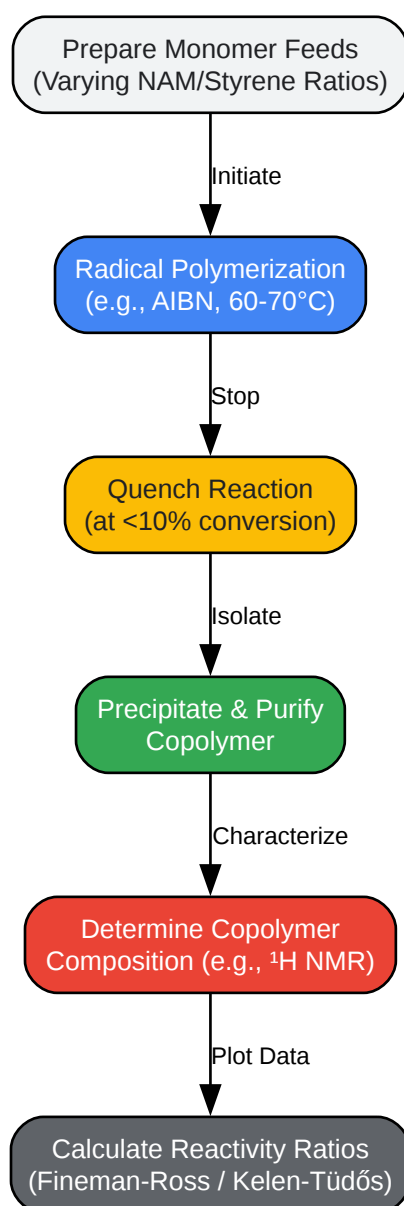 Prepare Monomer Feeds
(Varying NAM/Styrene Ratios)
Initiate
Radical Polymerization
(e.g., AIBN, 60-70°C)
Stop
Quench Reaction
(at <10% conversion)
Isolate
Precipitate & Purify
Copolymer
Characterize
Determine Copolymer
Composition (e.g., ¹H NMR)
Plot Data
Calculate Reactivity Ratios
(Fineman-Ross / Kelen-Tüdős)